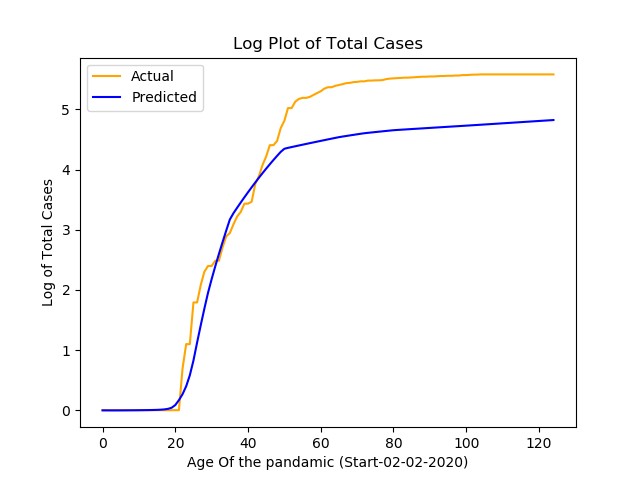 Log Plot of Total Cases
Actual
Predicted
Log of Total Cases
5
4
3
2
1
0
0 20 40 60 80 100 120
Age Of the pandamic (Start-02-02-2020)